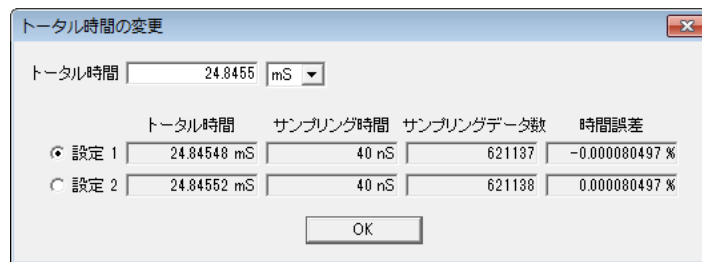 トータル時間の変更
トータル時間 24.8455 mS
トータル時間 サンプリング時間 サンプリングデータ数 時間誤差
設定 1 24.84548 mS 40 nS 621137 -0.000080497 %
設定 2 24.84552 mS 40 nS 621138 0.000080497 %
OK